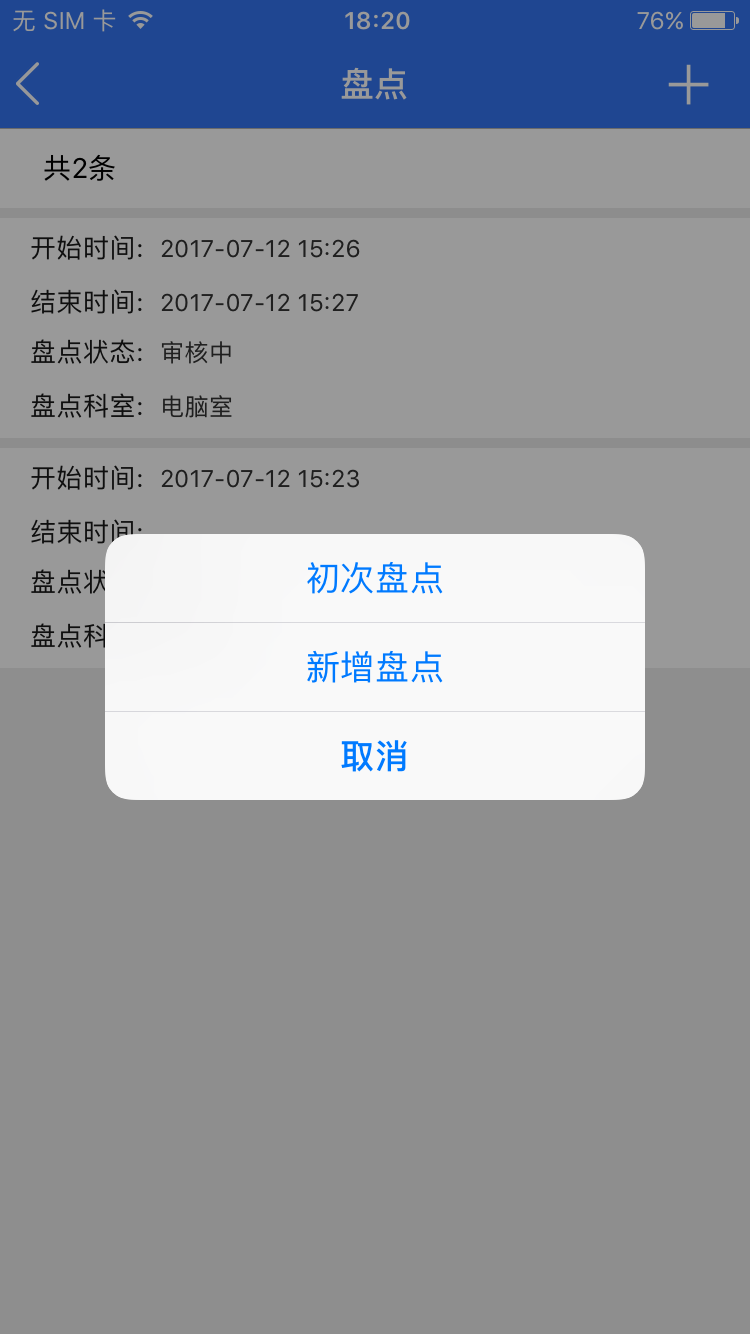 无 SIM 卡 18:20 76%
盘点
共2条
开始时间: 2017-07-12 15:26
结束时间: 2017-07-12 15:27
盘点状态: 审核中
盘点科室: 电脑室
开始时间: 2017-07-12 15:23
结束时间:
盘点状
盘点科
初次盘点
新增盘点
取消